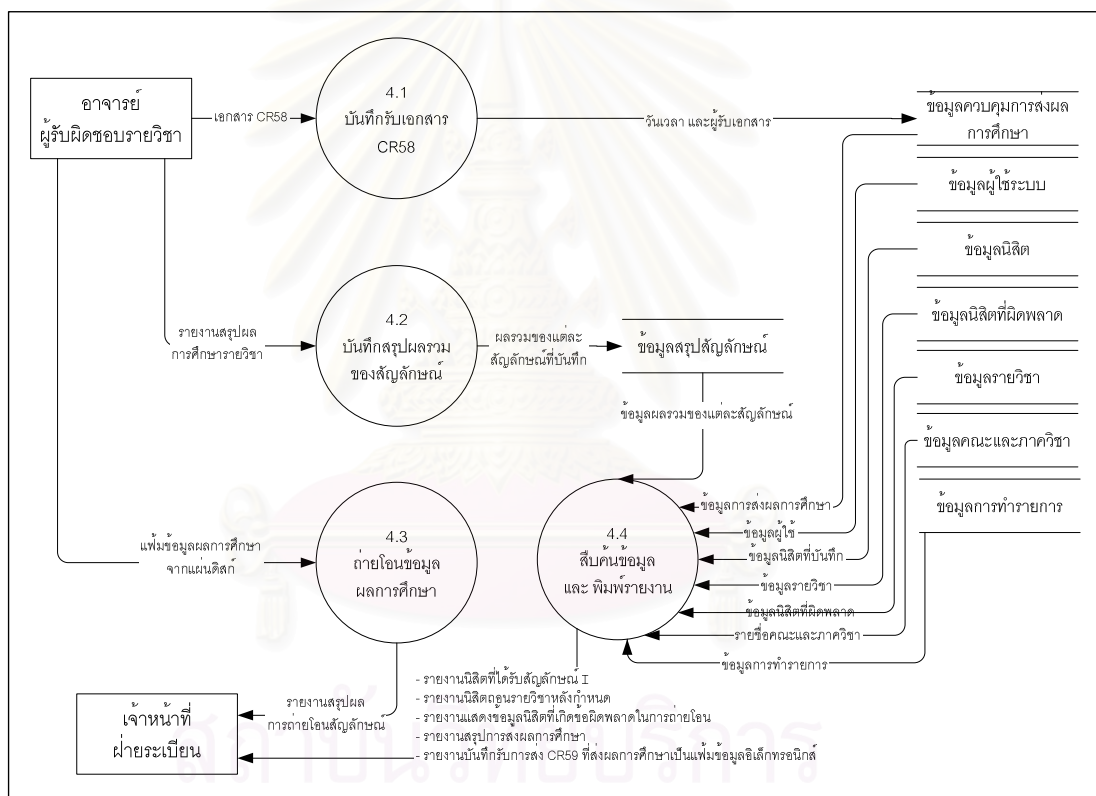 อาจารย์
ผู้รับผิดชอบรายวิชา
เอกสาร CR58
4.1
บันทึกรับเอกสาร
CR58
วันเวลา และผู้รับเอกสาร
ข้อมูลควบคุมการส่งผล
การศึกษา
ข้อมูลผู้ใช้ระบบ
ข้อมูลนิสิต
ข้อมูลนิสิตที่ผิดพลาด
ข้อมูลรายวิชา
ข้อมูลคณะและภาควิชา
ข้อมูลการทำรายการ
รายงานสรุปผล
การศึกษารายวิชา
4.2
บันทึกสรุปผลรวม
ของสัญลักษณ์
ผลรวมของแต่ละ
สัญลักษณ์ที่บันทึก
ข้อมูลสรุปสัญลักษณ์
ข้อมูลผลรวมของแต่ละสัญลักษณ์
แฟ้มข้อมูลผลการศึกษา
จากแผ่นดิสก์
4.3
ถ่ายโอนข้อมูล
ผลการศึกษา
4.4
สืบค้นข้อมูล
และ พิมพ์รายงาน
ข้อมูลการส่งผลการศึกษา
ข้อมูลผู้ใช้
ข้อมูลนิสิตที่บันทึก
ข้อมูลรายวิชา
ข้อมูลนิสิตที่ผิดพลาด
รายชื่อคณะและภาควิชา
ข้อมูลการทำรายการ
เจ้าหน้าที่
ฝ่ายระเบียน
รายงานสรุปผล
การถ่ายโอนสัญลักษณ์
- รายงานนิสิตที่ได้รับสัญลักษณ์ I
- รายงานนิสิตถอนรายวิชาหลังกำหนด
- รายงานแสดงข้อมูลนิสิตที่เกิดข้อผิดพลาดในการถ่ายโอน
- รายงานสรุปการส่งผลการศึกษา
- รายงานบันทึกรับการส่ง CR59 ที่ส่งผลการศึกษาเป็นแฟ้มข้อมูลอิเล็กทรอนิกส์
สถาบันวิทยบริการ